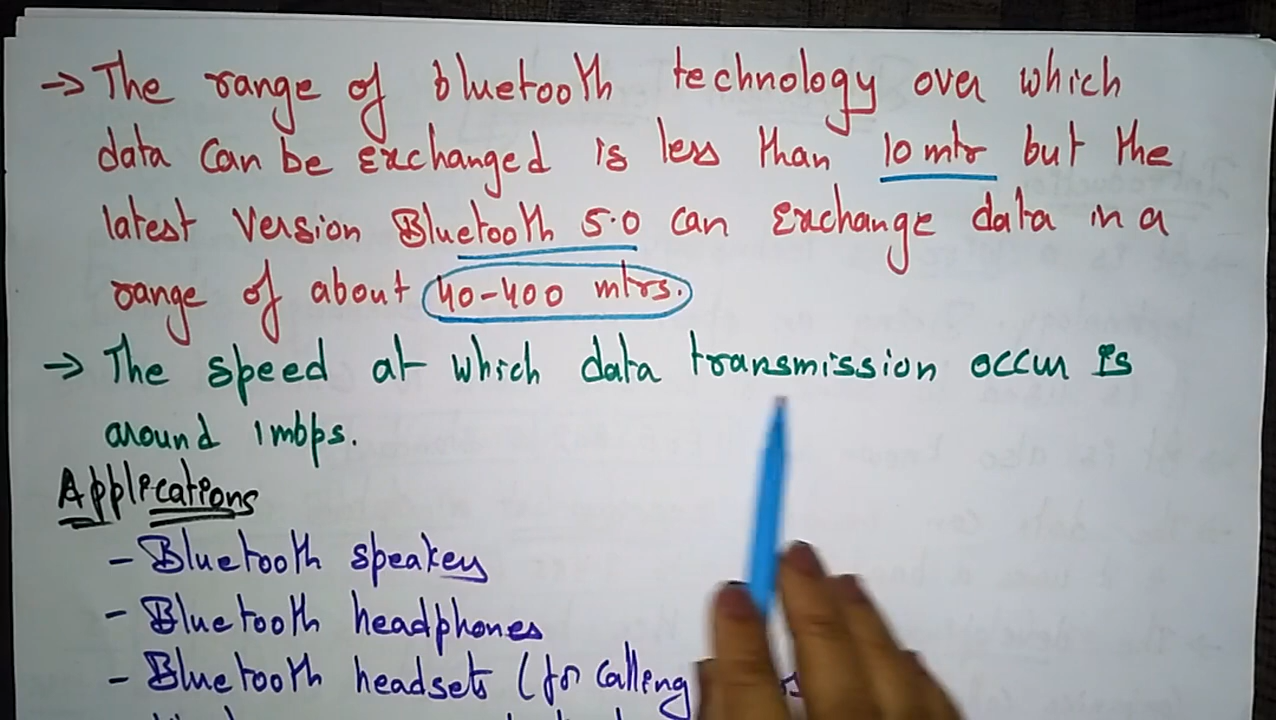 → The range of bluetooth technology over which
data can be exchanged is less than 10 mtr but the
latest version Bluetooth 5.0 can exchange data in a
range of about 40-400 mtrs.
→ The speed at which data transmission occur is
around 1mbps.
Applications
- Bluetooth speakers
- Bluetooth headphones
- Bluetooth headsets (for calling